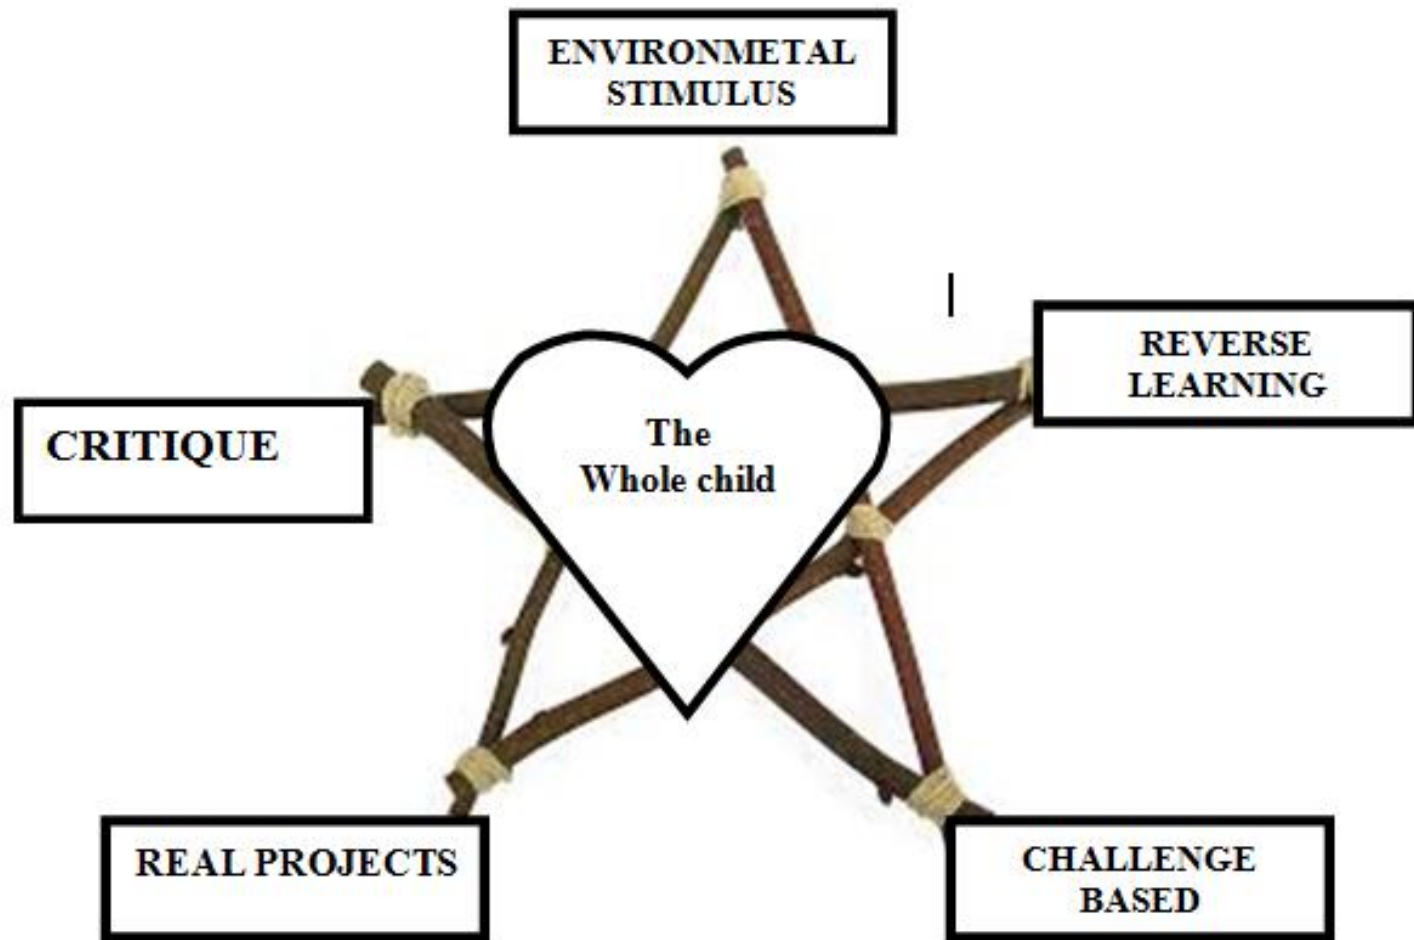 ENVIRONMETAL
STIMULUS
REVERSE
LEARNING
CRITIQUE
The
Whole child
REAL PROJECTS
CHALLENGE
BASED